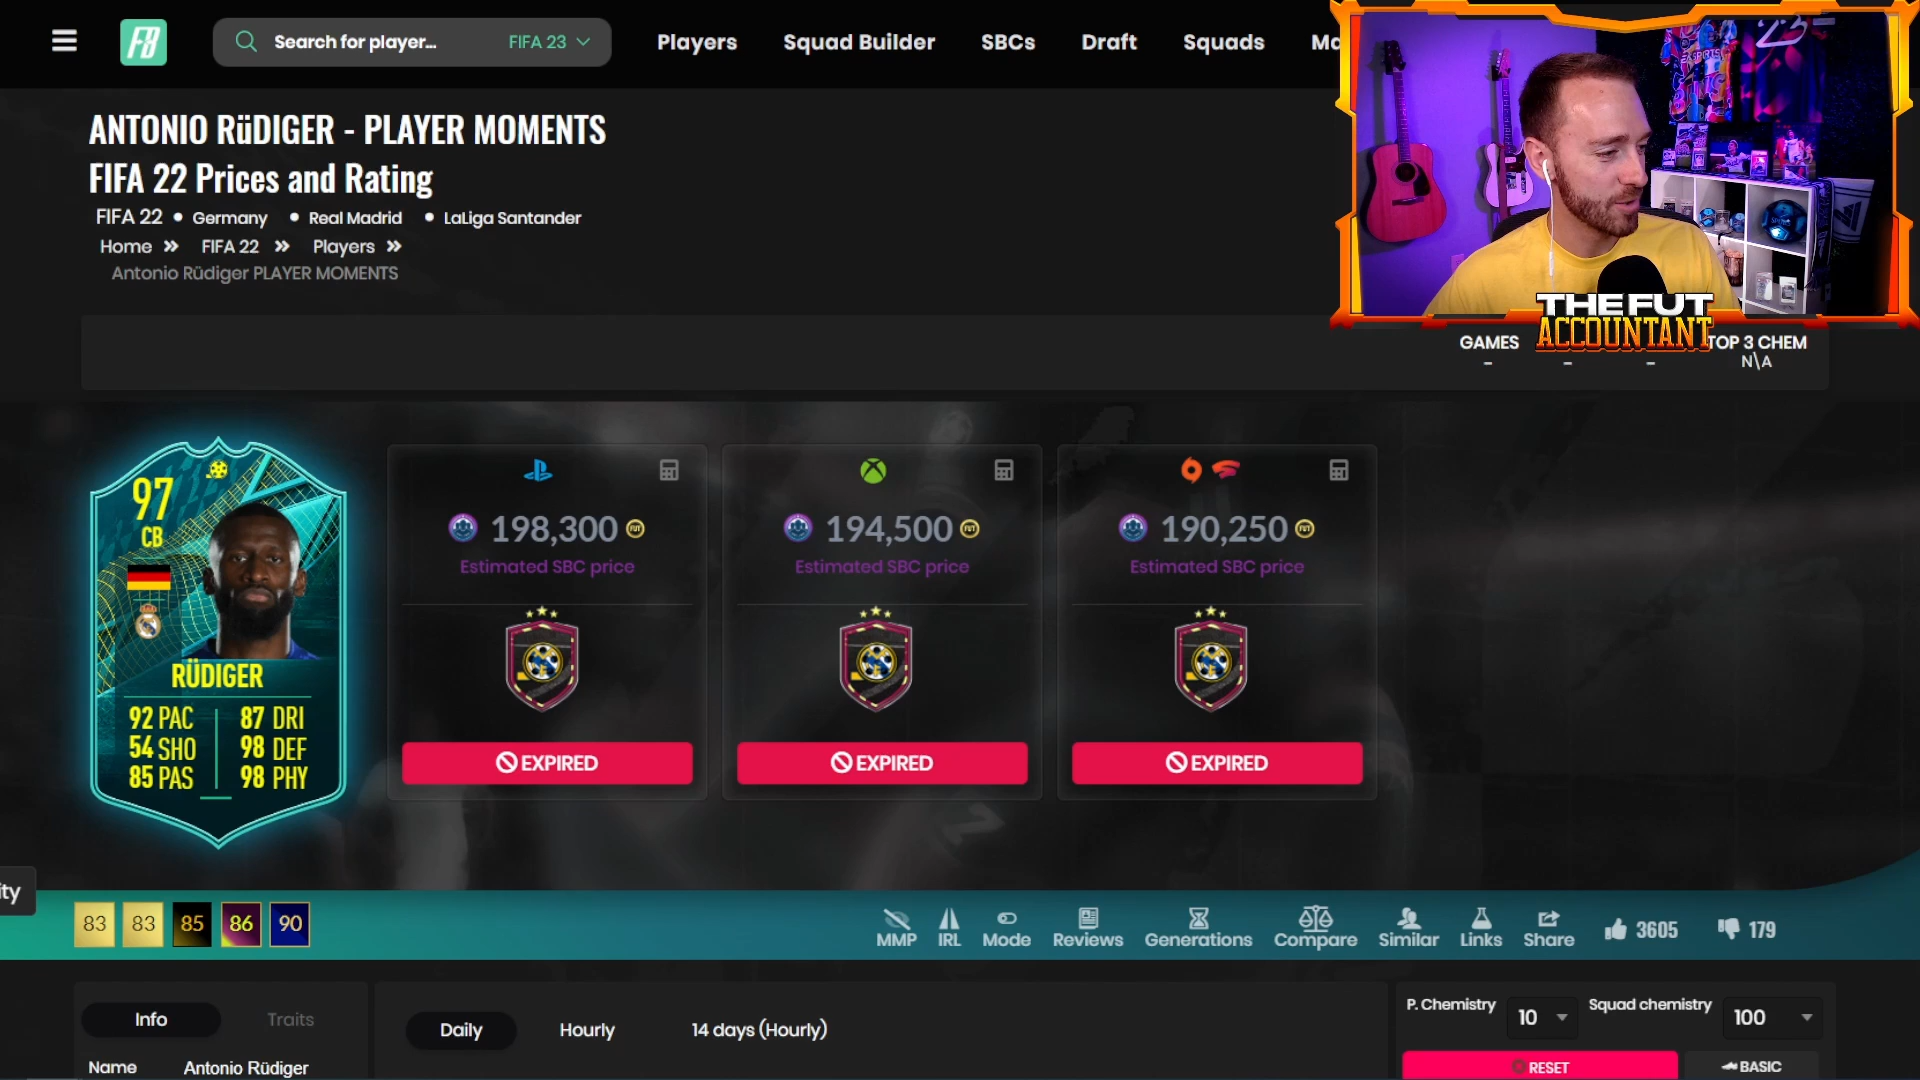 Search for player...
FIFA 23
Players
Squad Builder
SBCs
Draft
Squads
ANTONIO RüDIGER - PLAYER MOMENTS
FIFA 22 Prices and Rating
FIFA 22 • Germany • Real Madrid • LaLiga Santander
Home » FIFA 22 » Players »
Antonio Rüdiger PLAYER MOMENTS
THE FUT
ACCOUNTANT
GAMES
-
-
-
TOP 3 CHEM
N\A
97
CB
RÜDIGER
92 PAC 87 DRI
54 SHO 98 DEF
85 PAS 98 PHY
198,300
Estimated SBC price
EXPIRED
194,500
Estimated SBC price
EXPIRED
190,250
Estimated SBC price
EXPIRED
ity
83 83 85 86 90
MMP
IRL
Mode
Reviews
Generations
Compare
Similar
Links
Share
3605
179
Info
Traits
Name Antonio Rüdiger
Daily
Hourly
14 days (Hourly)
P. Chemistry 10
Squad chemistry 100
RESET
BASIC